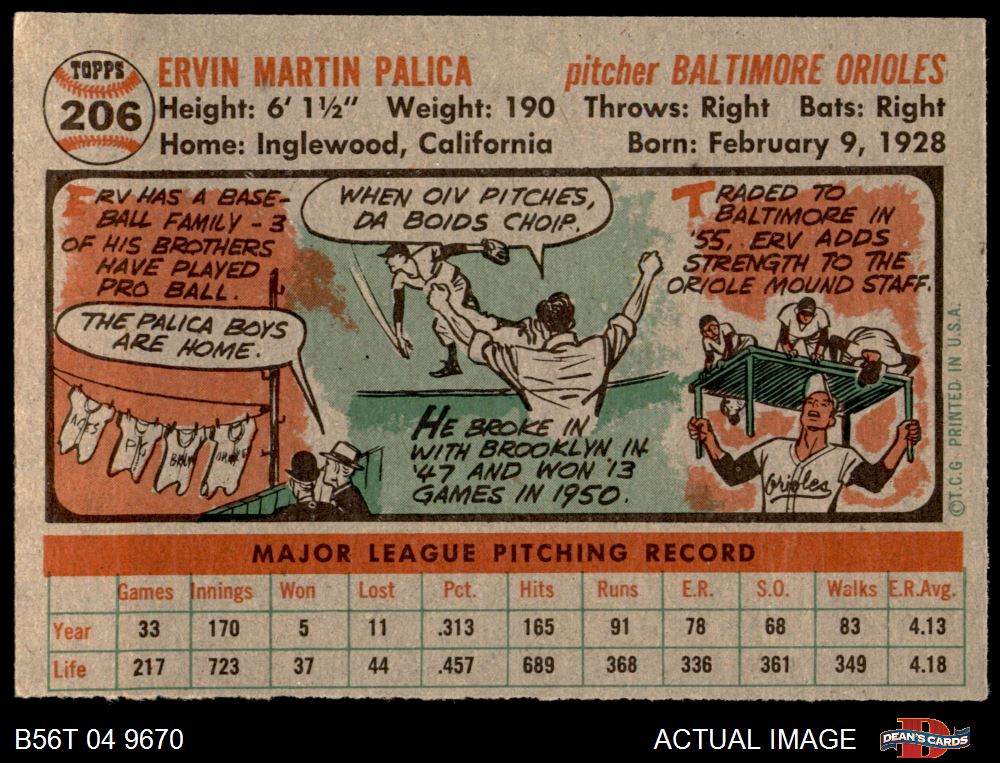 TOPPS
206
ERVIN MARTIN PALICA pitcher BALTIMORE ORIOLES
Height: 6' 1½" Weight: 190 Throws: Right Bats: Right
Home: Inglewood, California Born: February 9, 1928
ERV HAS A BASE-
BALL FAMILY - 3
OF HIS BROTHERS
HAVE PLAYED
PRO BALL.
THE PALICA BOYS
ARE HOME.
WHEN OIV PITCHES,
DA BOIDS CHOIP.
HE BROKE IN
WITH BROOKLYN IN
'47 AND WON 13
GAMES IN 1950.
TRADED TO
BALTIMORE IN
'55, ERV ADDS
STRENGTH TO THE
ORIOLE MOUND STAFF.
Orioles
©T.C.G. PRINTED IN U.S.A.
MAJOR LEAGUE PITCHING RECORD
Games Innings Won Lost Pct. Hits Runs E.R. S.O. Walks E.R.Avg.
Year 33 170 5 11 .313 165 91 78 68 83 4.13
Life 217 723 37 44 .457 689 368 336 361 349 4.18
B56T 04 9670 ACTUAL IMAGE DEAN'S CARDS